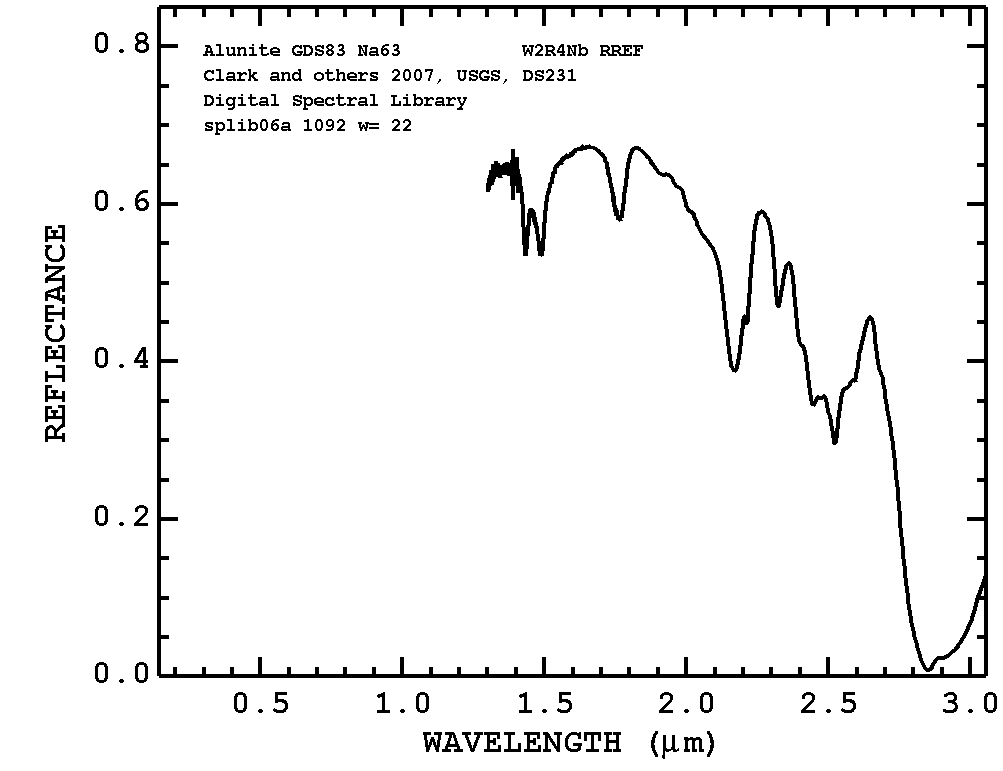 Alunite GDS83 Na63 W2R4Nb RREF
Clark and others 2007, USGS, DS231
Digital Spectral Library
splib06a 1092 w= 22
0.8
0.6
0.4
0.2
0.0
REFLECTANCE
0.5 1.0 1.5 2.0 2.5 3.0
WAVELENGTH (μm)